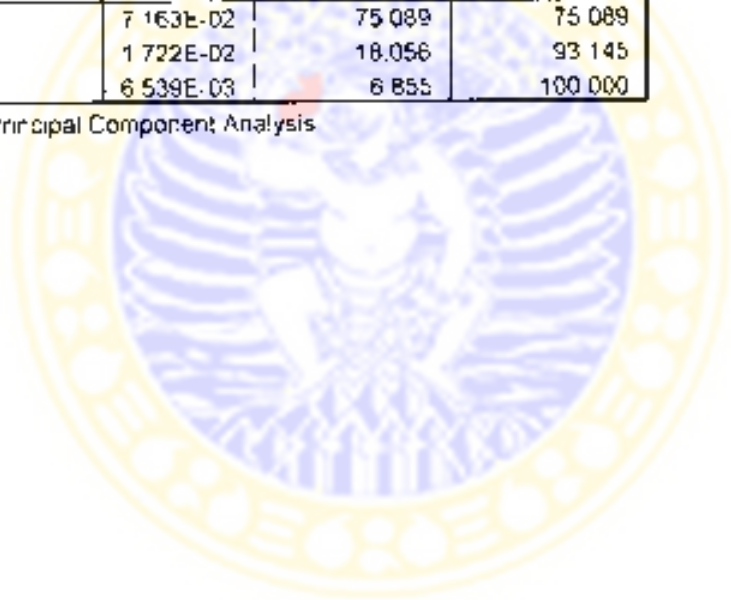 7 163E-02 75 089 75 089
1 722E-02 18.056 93 145
6 539E-03 6 855 100 000
Principal Component Analysis